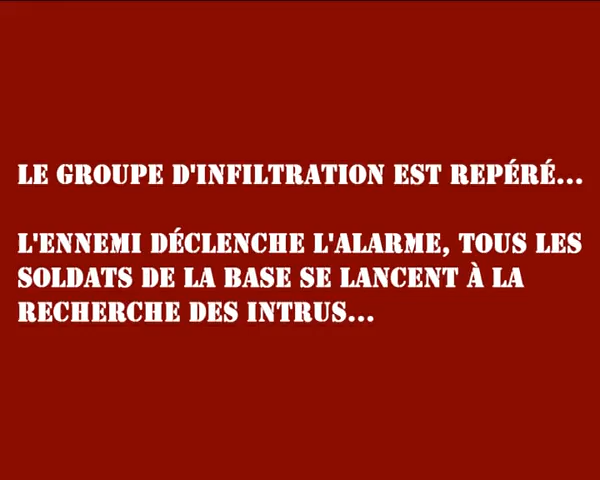 LE GROUPE D'INFILTRATION EST REPÉRÉ...
L'ENNEMI DÉCLENCHE L'ALARME, TOUS LES
SOLDATS DE LA BASE SE LANCENT À LA
RECHERCHE DES INTRUS...